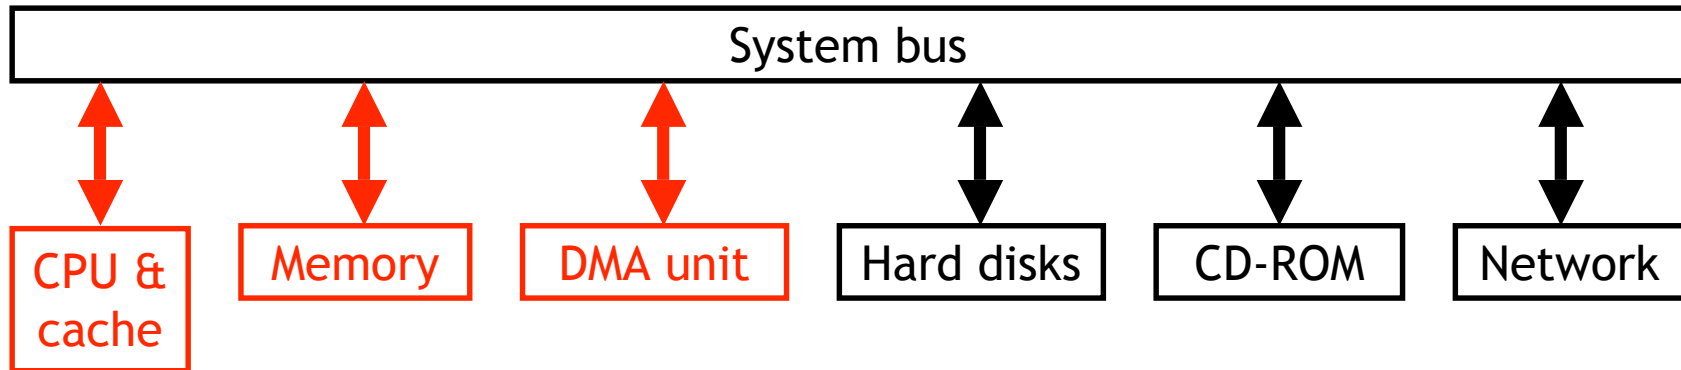 System bus
CPU &
cache
Memory
DMA unit
Hard disks
CD-ROM
Network